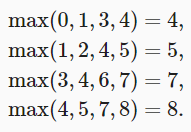 max(0, 1, 3, 4) = 4,
max(1, 2, 4, 5) = 5,
max(3, 4, 6, 7) = 7,
max(4, 5, 7, 8) = 8.